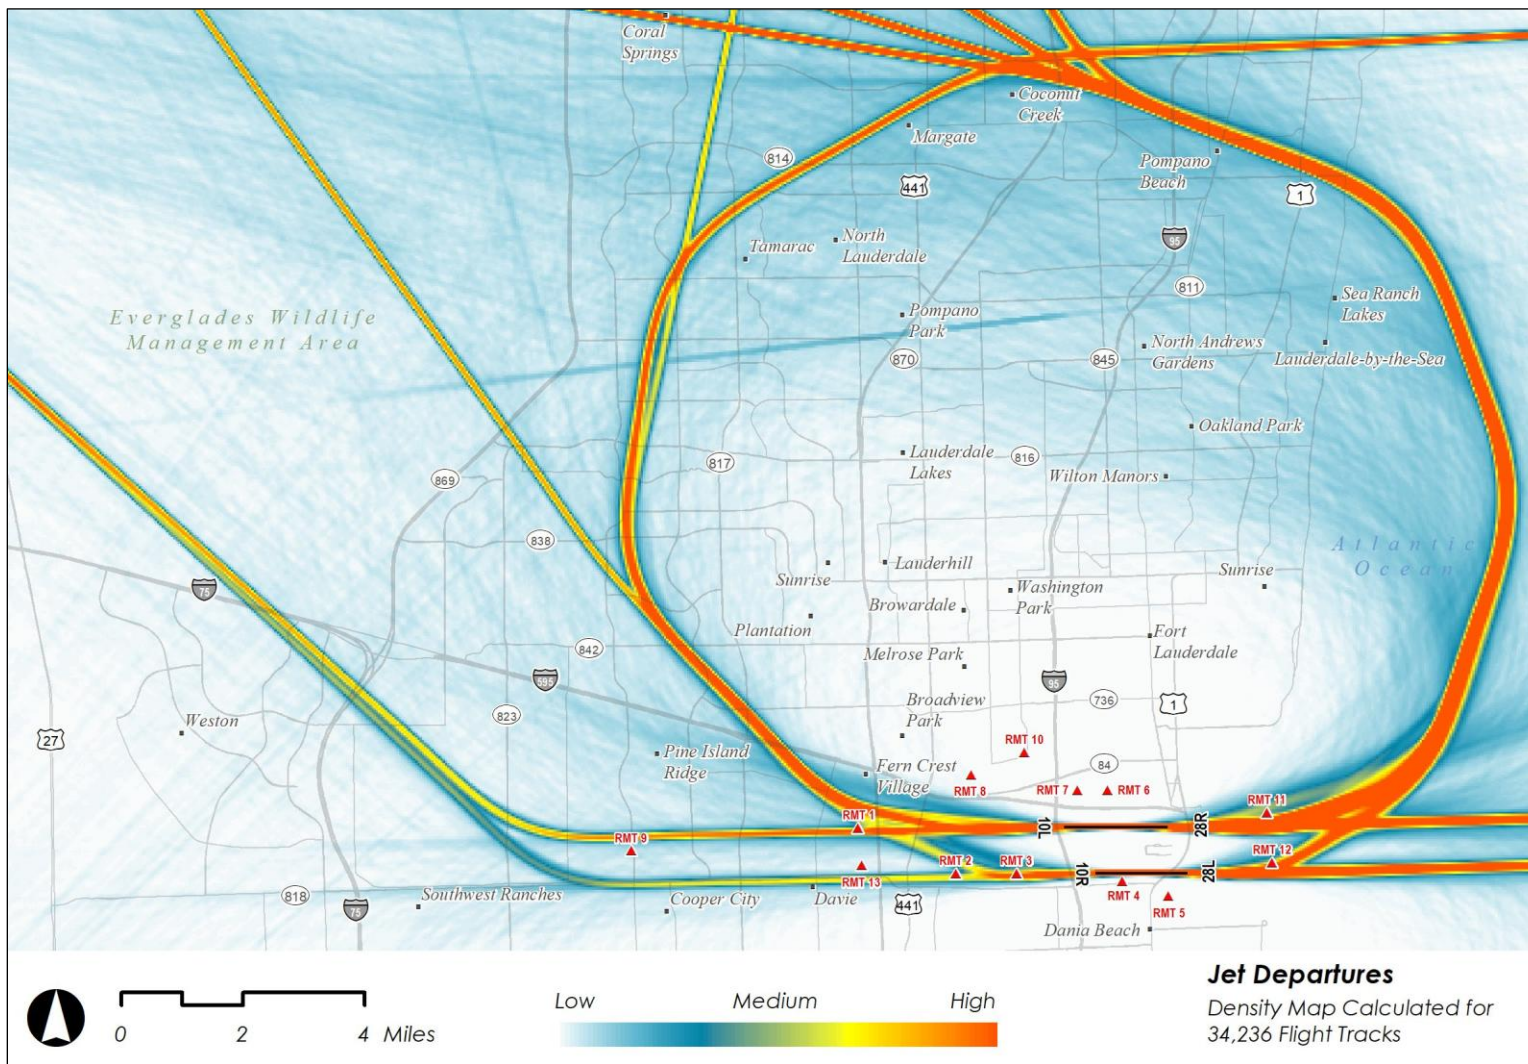 Coral
Springs
Coconut
Creek
Margate
814
441
Pompano
Beach
1
95
Tamarac
North
Lauderdale
811
Sea Ranch
Lakes
Everglades Wildlife
Management Area
Pompano
Park
870
845
North Andrews
Gardens
Lauderdale-by-the-Sea
Oakland Park
817
Lauderdale
Lakes
816
869
Wilton Manors
838
Atlantic
Ocean
75
Sunrise
Lauderhill
Washington
Park
Sunrise
Browardale
Plantation
Fort
Lauderdale
842
Melrose Park
595
95
736
1
823
Broadview
Park
Weston
27
Pine Island
Ridge
RMT 10
Fern Crest
Village
84
RMT 8
RMT 7
RMT 6
RMT 11
RMT 1
10L
28R
RMT 9
RMT 2
RMT 3
RMT 12
RMT 13
10R
28L
818
Southwest Ranches
75
Cooper City
Davie
441
RMT 4
RMT 5
Dania Beach
Jet Departures
Density Map Calculated for
34,236 Flight Tracks
Low Medium High
0 2 4 Miles